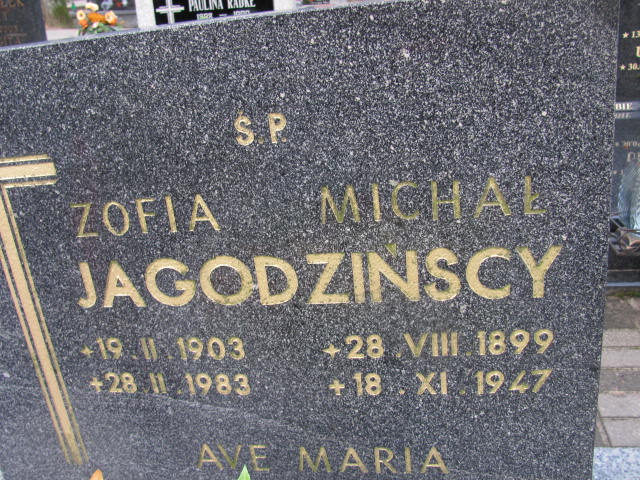 PAULINA RADKE
Ś.P.
ZOFIA MICHAŁ
JAGODZIŃSCY
+19.II.1903 +28.VIII.1899
+28.II.1983 +18.XI.1947
AVE MARIA